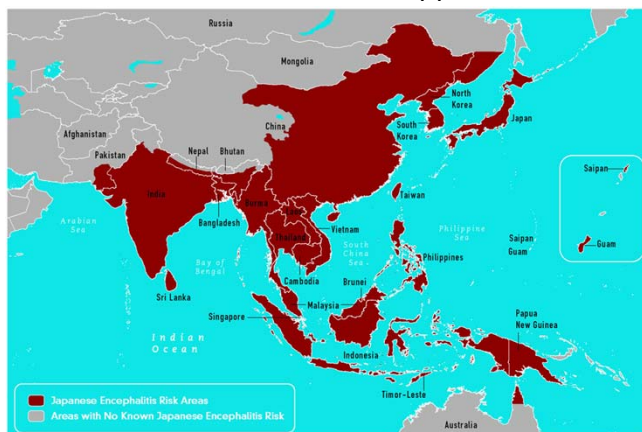 Russia
Mongolia
North
Korea
China
South
Korea
Japan
Afghanistan
Nepal
Bhutan
Pakistan
Saipan
India
Burma
Taiwan
Laos
Arabian
Sea
Bangladesh
Vietnam
Philippine
Sea
Thailand
Saipan
Guam
Guam
Bay of
Bengal
South
China
Sea
Philippines
Cambodia
Brunei
Sri Lanka
Malaysia
Singapore
Papua
New Guinea
Indian
Ocean
Indonesia
Timor-Leste
Japanese Encephalitis Risk Areas
Areas with No Known Japanese Encephalitis Risk
Australia